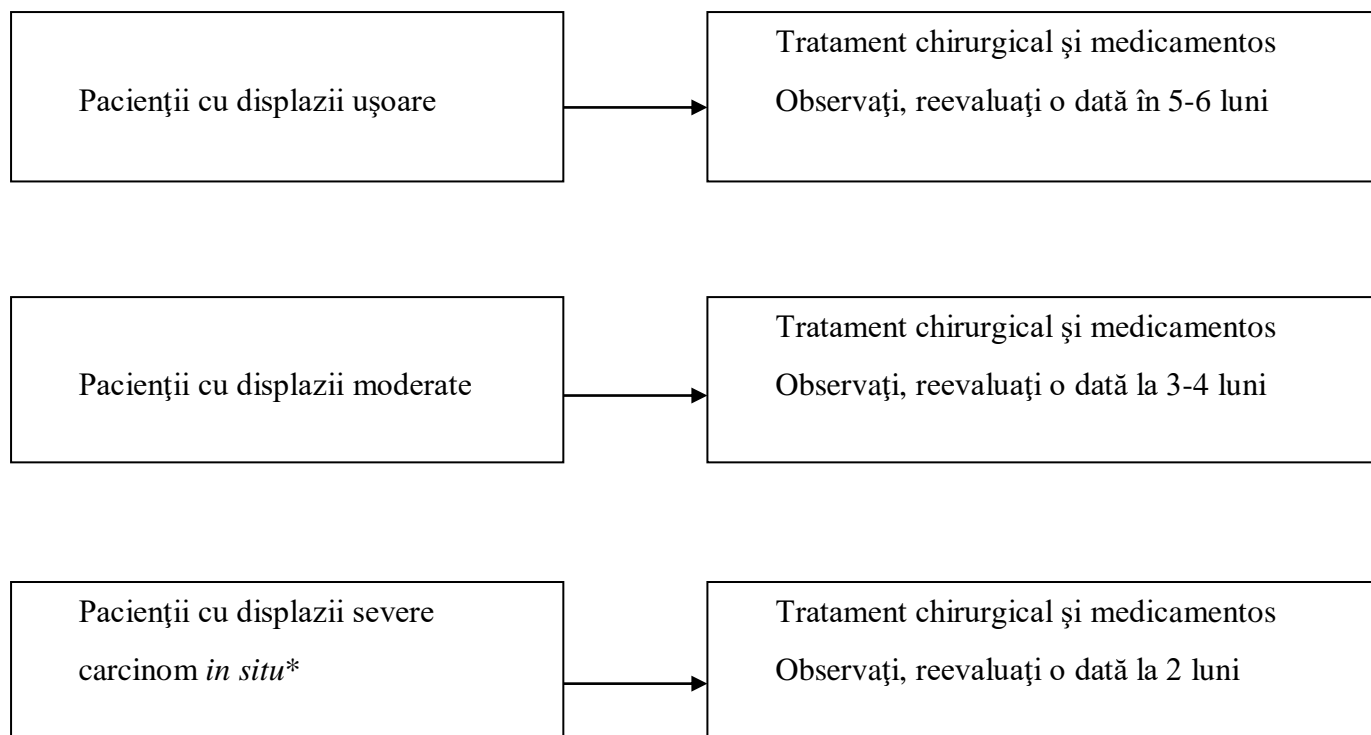 Pacienţii cu displazii uşoare
Tratament chirurgical şi medicamentos
Observaţi, reevaluaţi o dată în 5-6 luni
Pacienţii cu displazii moderate
Tratament chirurgical şi medicamentos
Observaţi, reevaluaţi o dată la 3-4 luni
Pacienţii cu displazii severe
carcinom in situ*
Tratament chirurgical şi medicamentos
Observaţi, reevaluaţi o dată la 2 luni